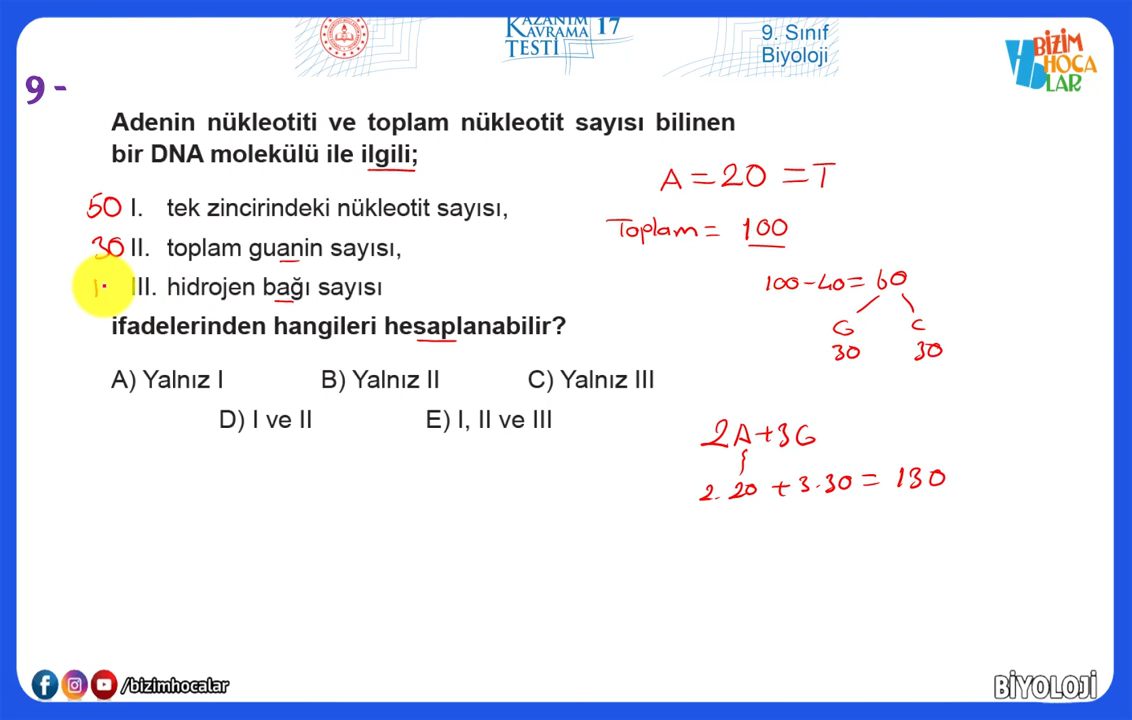 KAZANIM
KAVRAMA 17
TESTİ
9. Sınıf
Biyoloji
BİZİM
HOCA
LAR
9-
Adenin nükleotiti ve toplam nükleotit sayısı bilinen
bir DNA molekülü ile ilgili;
50 I. tek zincirindeki nükleotit sayısı,
30 II. toplam guanin sayısı,
1 III. hidrojen bağı sayısı
ifadelerinden hangileri hesaplanabilir?
A) Yalnız I B) Yalnız II C) Yalnız III
D) I ve II E) I, II ve III
A = 20 = T
Toplam = 100
100-40 = 60
G C
30 30
2A+3G
2.20 + 3.30 = 130
/bizimhocalar
BİYOLOJİ